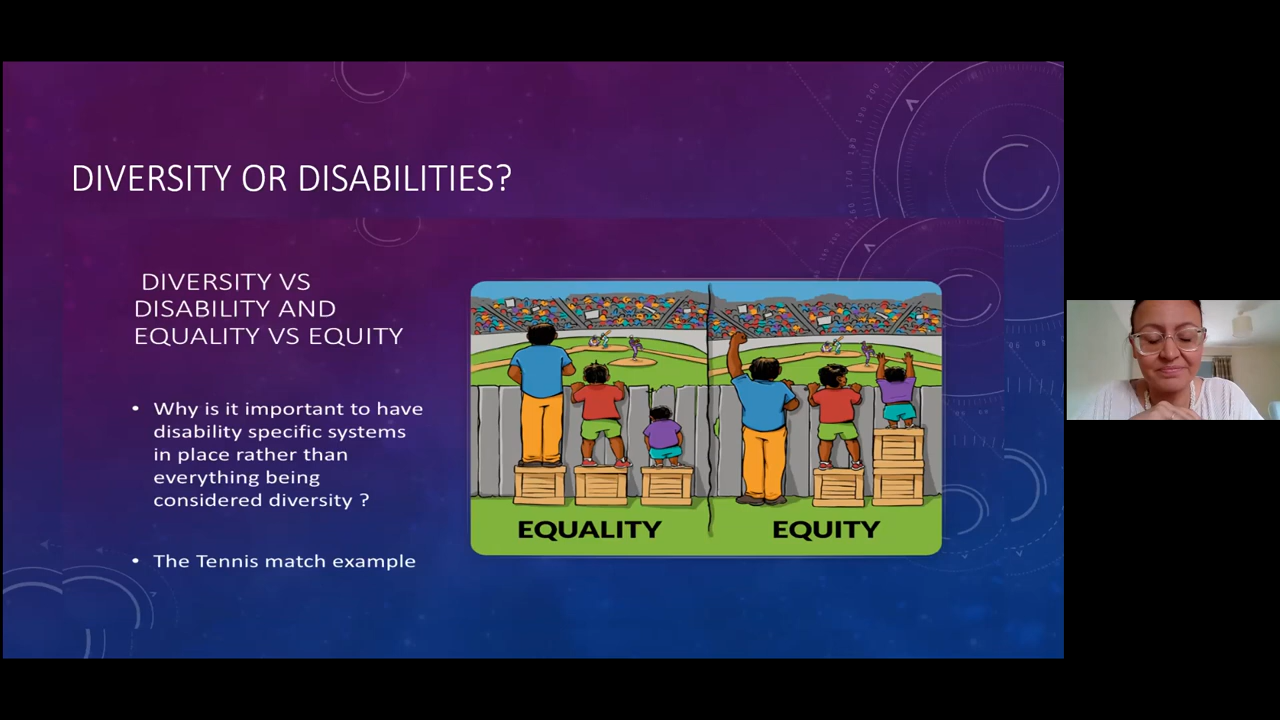 DIVERSITY OR DISABILITIES?
DIVERSITY VS
DISABILITY AND
EQUALITY VS EQUITY
• Why is it important to have
disability specific systems
in place rather than
everything being
considered diversity ?
• The Tennis match example
EQUALITY
EQUITY